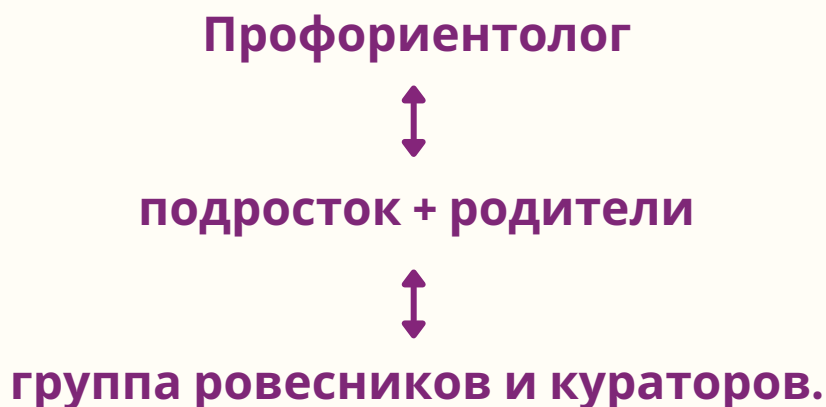 Профориентолог
подросток + родители
группа ровесников и кураторов.